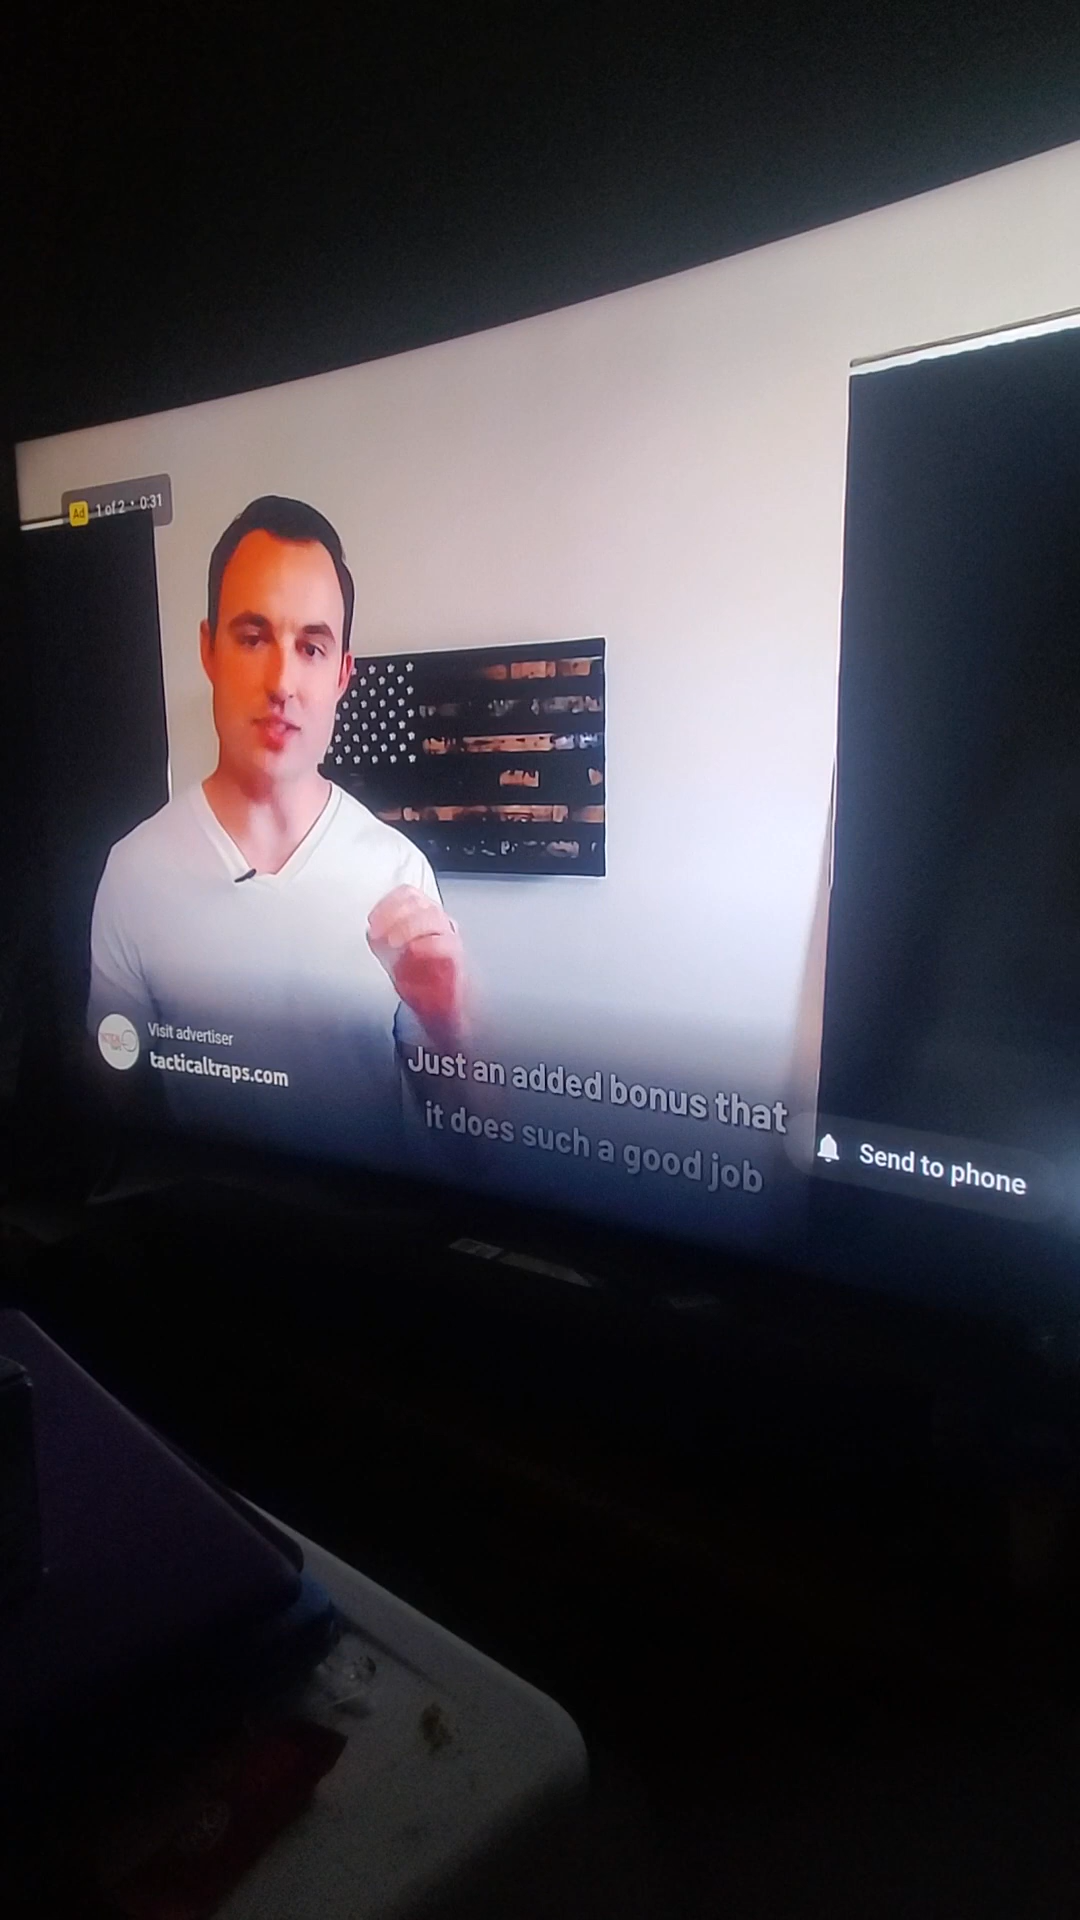 Ad 1 of 2 · 0:31
Visit advertiser
tacticaltraps.com
Just an added bonus that
it does such a good job
Send to phone